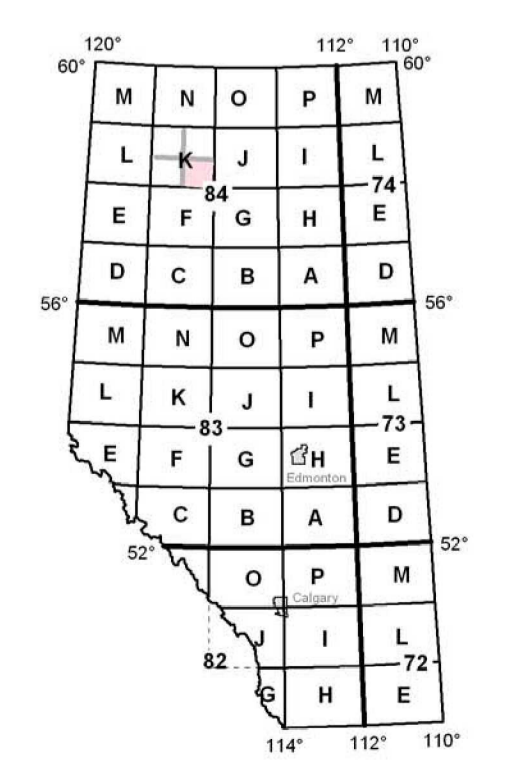 120° 112° 110°
60° 60°
M N O P M
L K J I L
84 74
E F G H E
D C B A D
56° 56°
M N O P M
L K J I L
83 73
E F G H E
Edmonton
C B A D
52° 52°
O P M
Calgary
J I L
82 72
G H E
114° 112° 110°